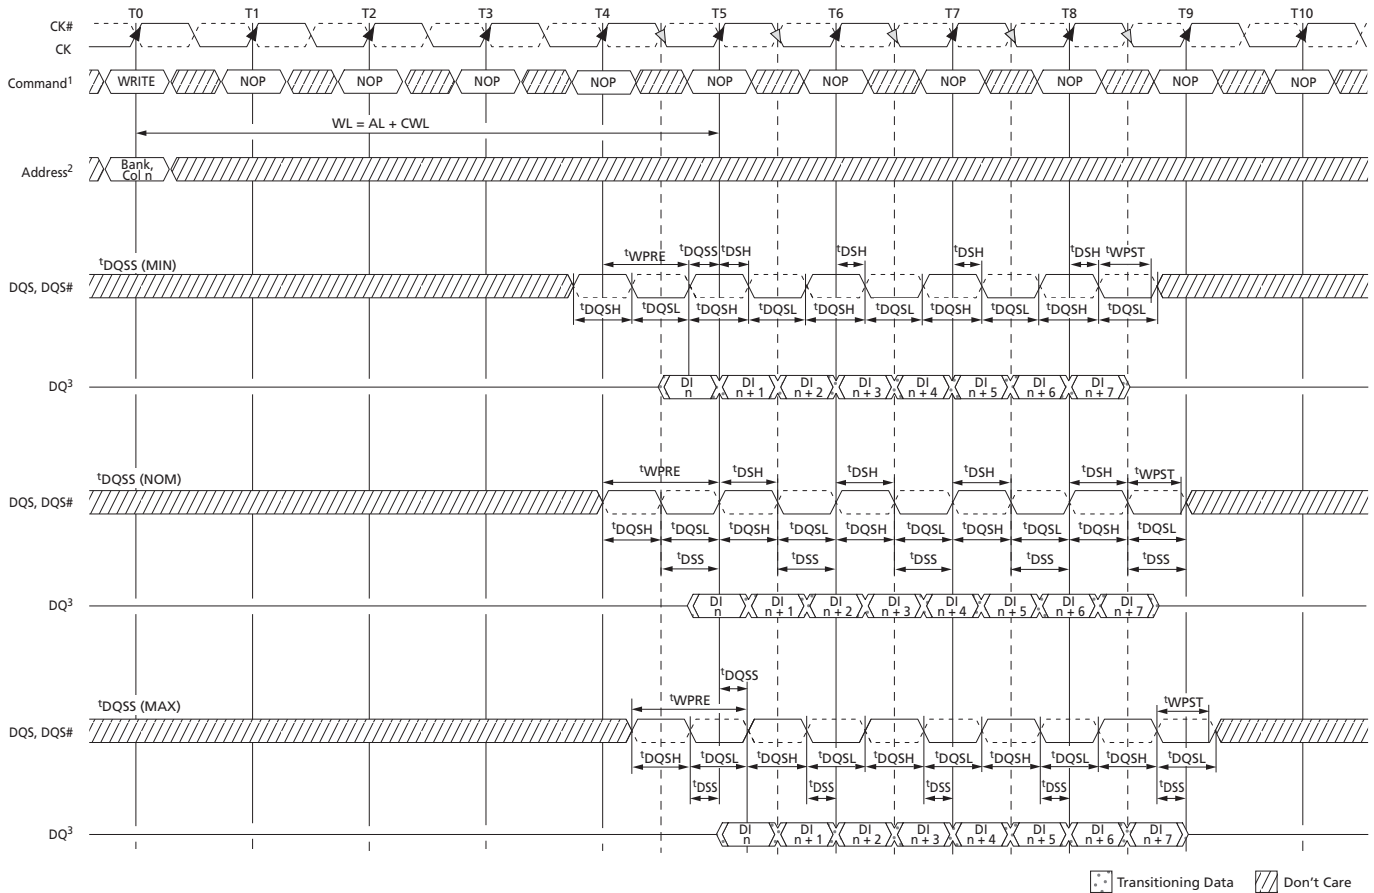 T0 T1 T2 T3 T4 T5 T6 T7 T8 T9 T10
CK#
CK
Command¹ WRITE NOP NOP NOP NOP NOP NOP NOP NOP NOP NOP
WL = AL + CWL
Address² Bank, Col n
tDQSS (MIN) tWPRE tDQSS tDSH tDSH tDSH tDSH tWPST
DQS, DQS#
tDQSH tDQSL tDQSH tDQSL tDQSH tDQSL tDQSH tDQSL tDQSH tDQSL
DQ³ DI n DI n + 1 DI n + 2 DI n + 3 DI n + 4 DI n + 5 DI n + 6 DI n + 7
tDQSS (NOM) tWPRE tDSH tDSH tDSH tDSH tWPST
DQS, DQS#
tDQSH tDQSL tDQSH tDQSL tDQSH tDQSL tDQSH tDQSL tDQSH tDQSL
tDSS tDSS tDSS tDSS tDSS
DQ³ DI n DI n + 1 DI n + 2 DI n + 3 DI n + 4 DI n + 5 DI n + 6 DI n + 7
tDQSS
tDQSS (MAX) tWPRE tWPST
DQS, DQS#
tDQSH tDQSL tDQSH tDQSL tDQSH tDQSL tDQSH tDQSL tDQSH tDQSL
tDSS tDSS tDSS tDSS tDSS
DQ³ DI n DI n + 1 DI n + 2 DI n + 3 DI n + 4 DI n + 5 DI n + 6 DI n + 7
Transitioning Data Don't Care